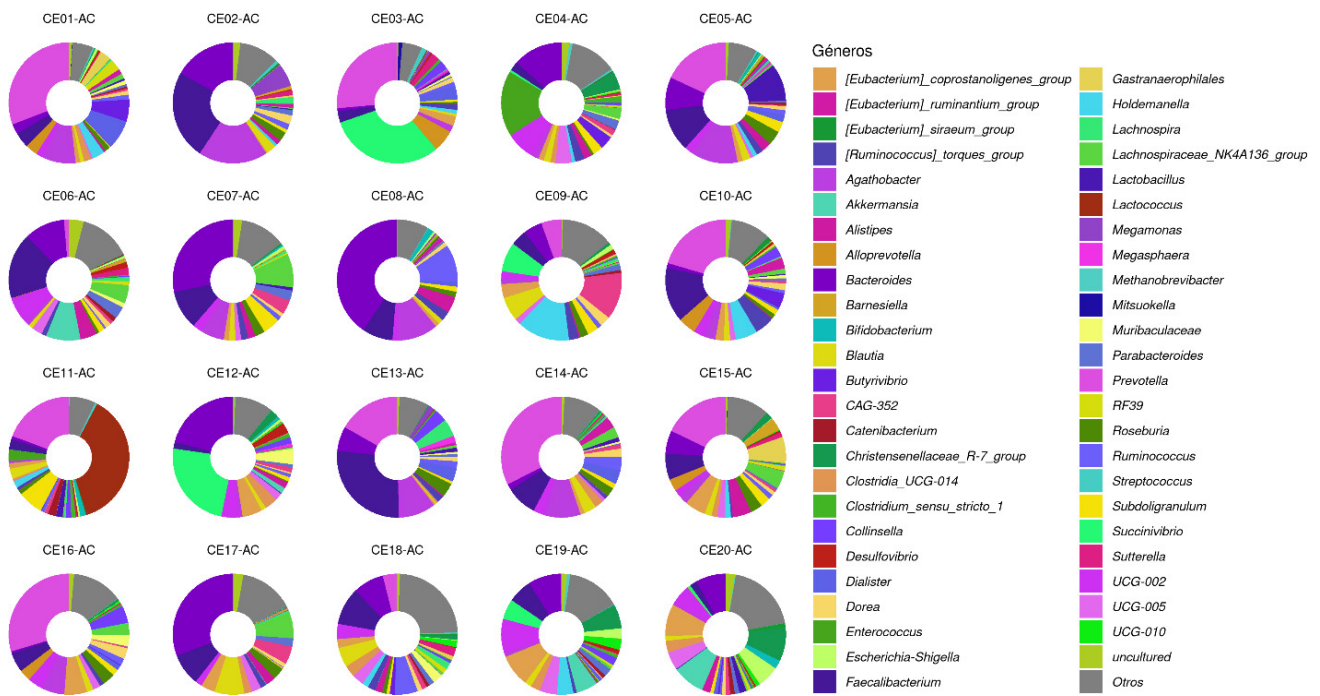 CE01-AC CE02-AC CE03-AC CE04-AC CE05-AC
CE06-AC CE07-AC CE08-AC CE09-AC CE10-AC
CE11-AC CE12-AC CE13-AC CE14-AC CE15-AC
CE16-AC CE17-AC CE18-AC CE19-AC CE20-AC
Géneros
[Eubacterium]_coprostanoligenes_group
[Eubacterium]_ruminantium_group
[Eubacterium]_siraeum_group
[Ruminococcus]_torques_group
Agathobacter
Akkermansia
Alistipes
Alloprevotella
Bacteroides
Barnesiella
Bifidobacterium
Blautia
Butyrivibrio
CAG-352
Catenibacterium
Christensenellaceae_R-7_group
Clostridia_UCG-014
Clostridium_sensu_stricto_1
Collinsella
Desulfovibrio
Dialister
Dorea
Enterococcus
Escherichia-Shigella
Faecalibacterium
Gastranaerophilales
Holdemanella
Lachnospira
Lachnospiraceae_NK4A136_group
Lactobacillus
Lactococcus
Megamonas
Megasphaera
Methanobrevibacter
Mitsuokella
Muribaculaceae
Parabacteroides
Prevotella
RF39
Roseburia
Ruminococcus
Streptococcus
Subdoligranulum
Succinivibrio
Sutterella
UCG-002
UCG-005
UCG-010
uncultured
Otros